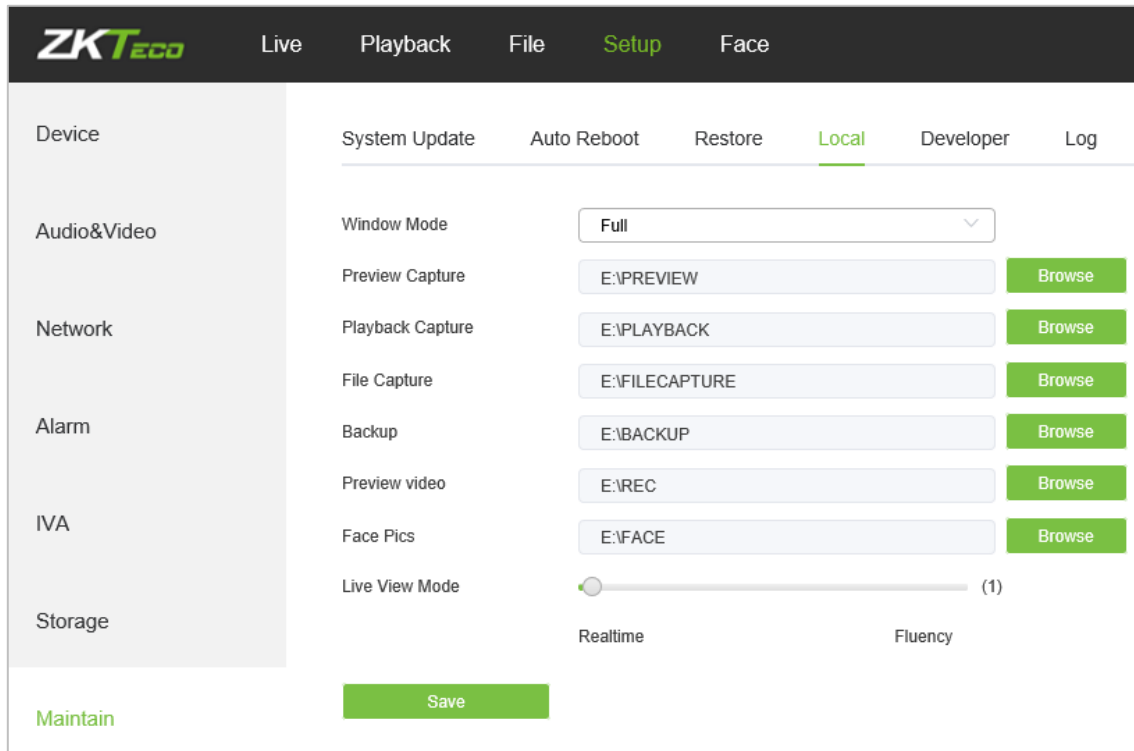 ZKTECO Live Playback File Setup Face
Device
Audio&Video
Network
Alarm
IVA
Storage
Maintain
System Update Auto Reboot Restore Local Developer Log
Window Mode Full
Preview Capture E:\PREVIEW Browse
Playback Capture E:\PLAYBACK Browse
File Capture E:\FILECAPTURE Browse
Backup E:\BACKUP Browse
Preview video E:\REC Browse
Face Pics E:\FACE Browse
Live View Mode (1)
Realtime Fluency
Save